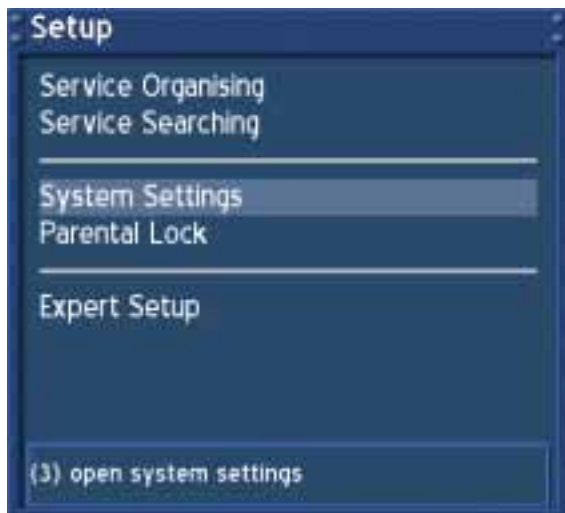 Setup
Service Organising
Service Searching
System Settings
Parental Lock
Expert Setup
(3) open system settings